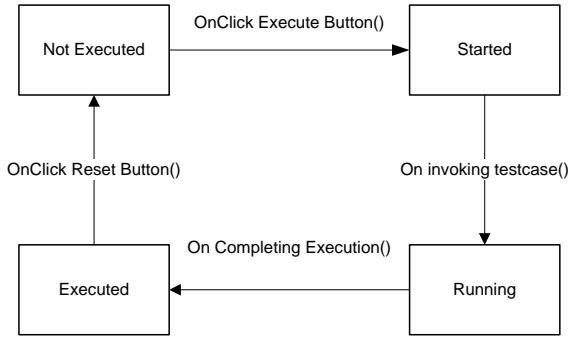 OnClick Execute Button()
Not Executed
Started
OnClick Reset Button()
On invoking testcase()
On Completing Execution()
Executed
Running